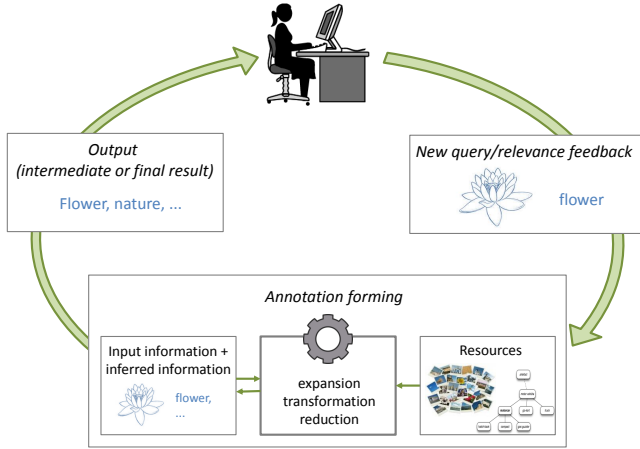 Output
(intermediate or final result)
Flower, nature, ...
New query/relevance feedback
flower
Annotation forming
Input information +
inferred information
flower,
...
expansion
transformation
reduction
Resources